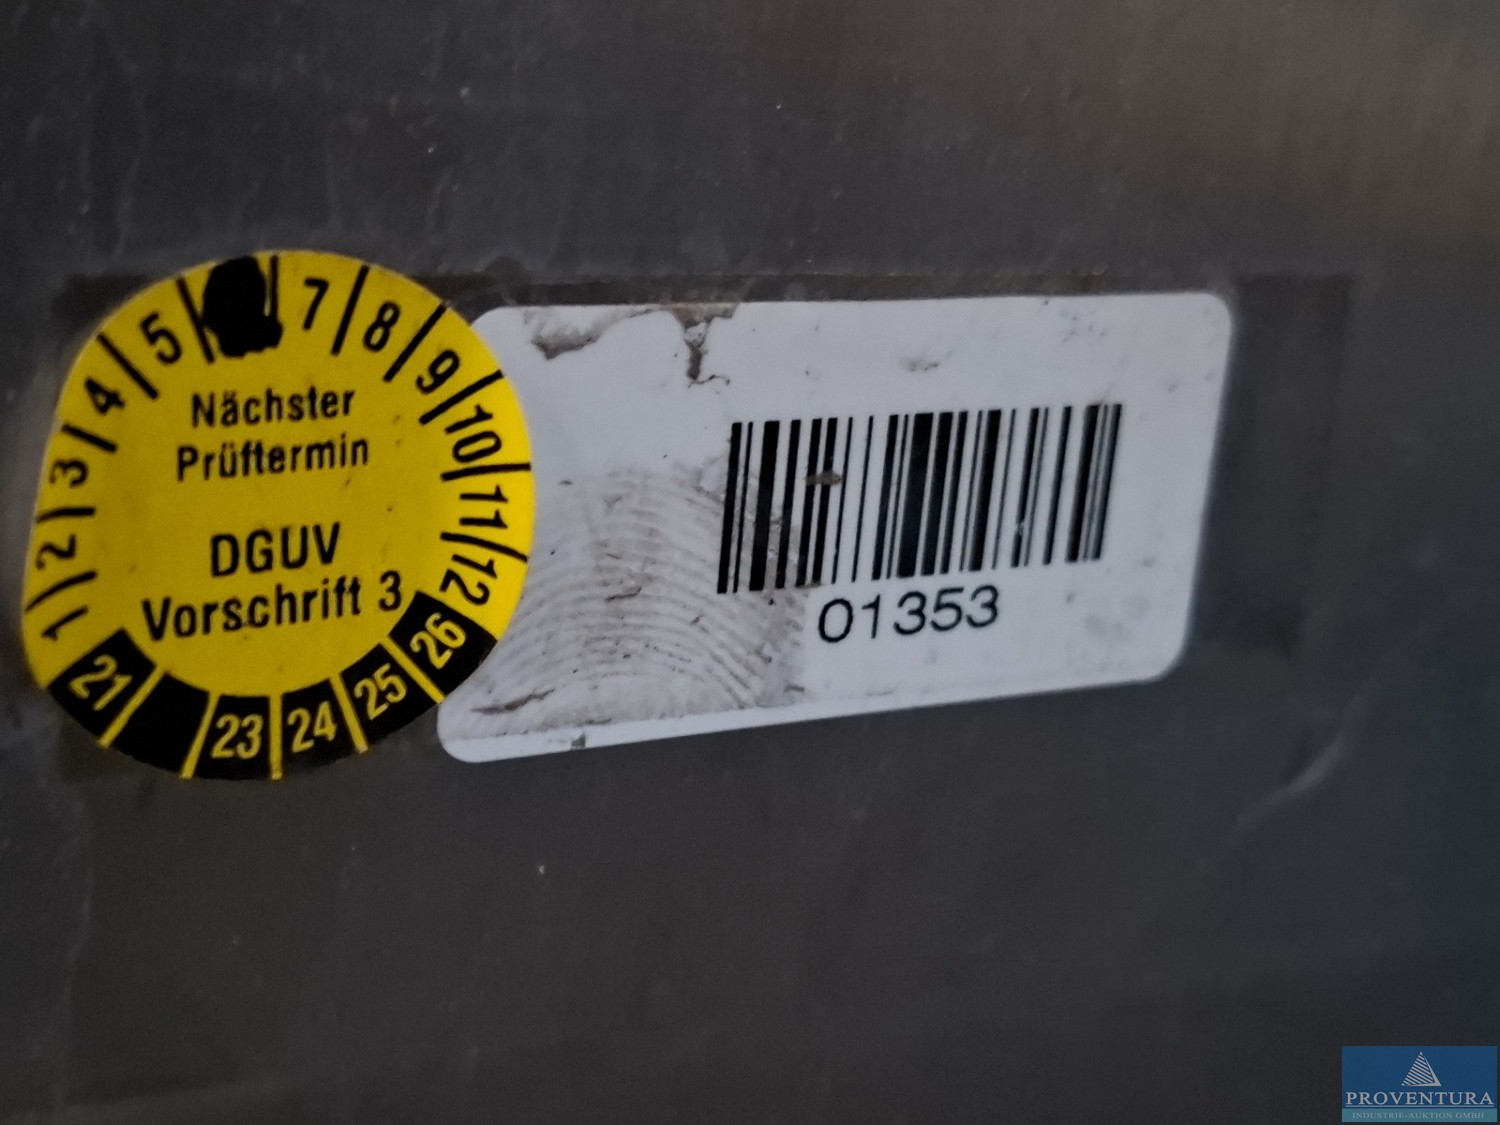 5
7
8
9
10
11
12
4
3
2
1
Nächster
Prüftermin
DGUV
Vorschrift 3
21
23
24
25
26
01353
PROVENTURA
INDUSTRIE-AUKTION GMBH